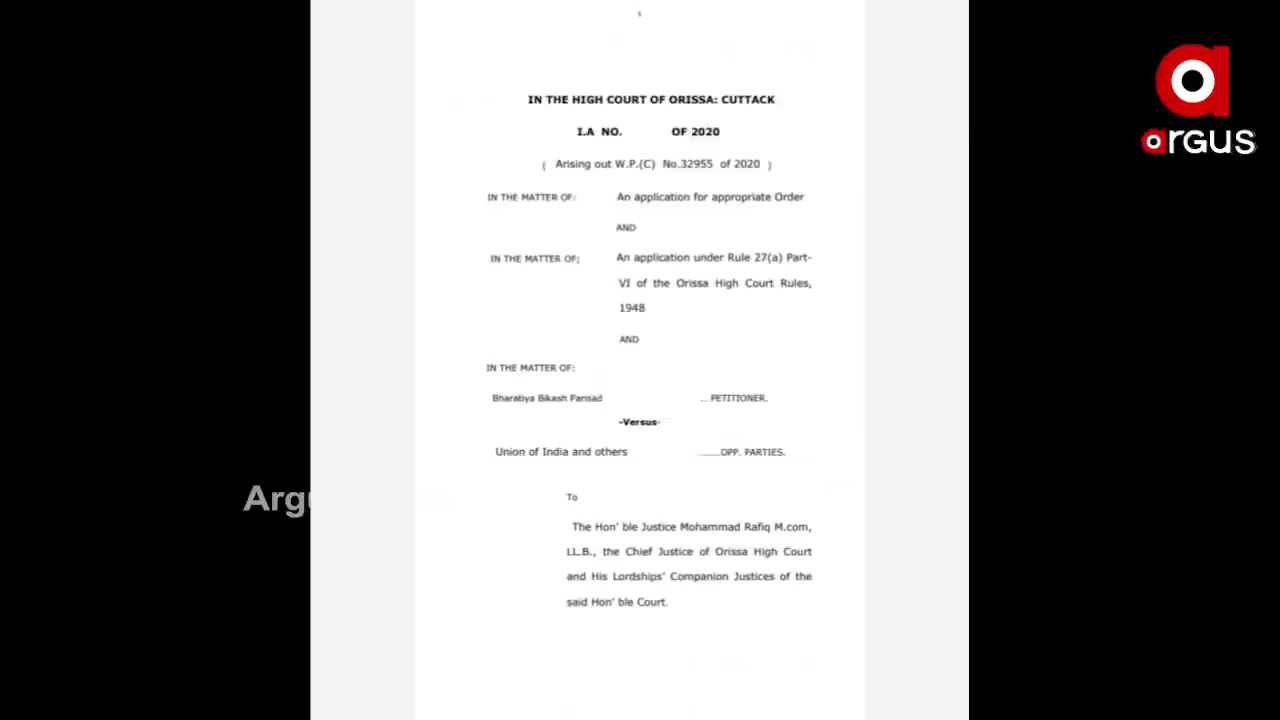 1
IN THE HIGH COURT OF ORISSA: CUTTACK
I.A NO. OF 2020
( Arising out W.P.(C) No.32955 of 2020 )
IN THE MATTER OF: An application for appropriate Order
AND
IN THE MATTER OF; An application under Rule 27(a) Part-
VI of the Orissa High Court Rules,
1948
AND
IN THE MATTER OF:
Bharatiya Bikash Parisad ... PETITIONER.
-Versus-
Union of India and others ........OPP. PARTIES.
To
The Hon' ble Justice Mohammad Rafiq M.com,
LL.B., the Chief Justice of Orissa High Court
and His Lordships' Companion Justices of the
said Hon' ble Court.
argus
Argu